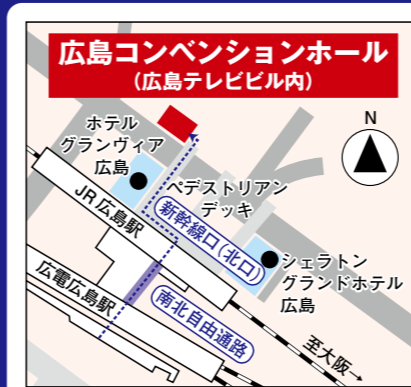 広島コンベンションホール
（広島テレビビル内）
N
ホテル
グランヴィア
広島
ペデストリアン
デッキ
JR広島駅
新幹線口（北口）
シェラトン
グランドホテル
広島
広電広島駅
南北自由通路
至大阪→